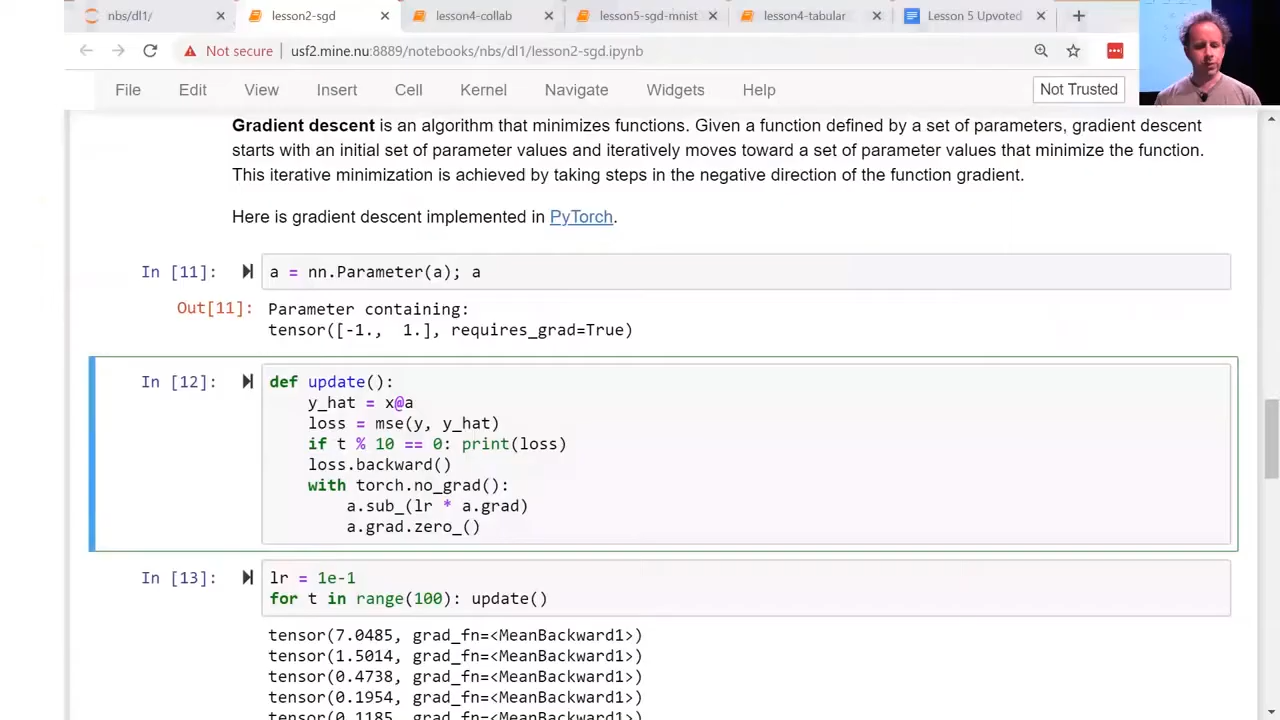 nbs/dl1/
lesson2-sgd
lesson4-collab
lesson5-sgd-mnist
lesson4-tabular
Lesson 5 Upvoted
Not secure
usf2.mine.nu:8889/notebooks/nbs/dl1/lesson2-sgd.ipynb
File Edit View Insert Cell Kernel Navigate Widgets Help Not Trusted
Gradient descent is an algorithm that minimizes functions. Given a function defined by a set of parameters, gradient descent
starts with an initial set of parameter values and iteratively moves toward a set of parameter values that minimize the function.
This iterative minimization is achieved by taking steps in the negative direction of the function gradient.
Here is gradient descent implemented in PyTorch.
In [11]: a = nn.Parameter(a); a
Out[11]: Parameter containing:
tensor([-1., 1.], requires_grad=True)
In [12]: def update():
y_hat = x@a
loss = mse(y, y_hat)
if t % 10 == 0: print(loss)
loss.backward()
with torch.no_grad():
a.sub_(lr * a.grad)
a.grad.zero_()
In [13]: lr = 1e-1
for t in range(100): update()
tensor(7.0485, grad_fn=<MeanBackward1>)
tensor(1.5014, grad_fn=<MeanBackward1>)
tensor(0.4738, grad_fn=<MeanBackward1>)
tensor(0.1954, grad_fn=<MeanBackward1>)
tensor(0.1185, grad_fn=<MeanBackward1>)